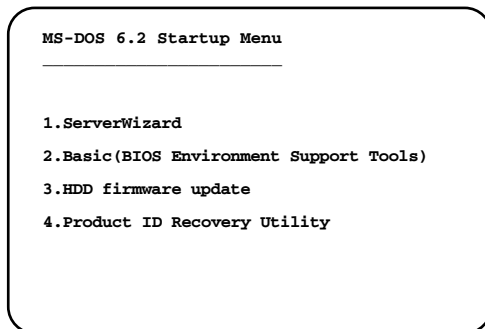 MS-DOS 6.2 Startup Menu
1.ServerWizard
2.Basic(BIOS Environment Support Tools)
3.HDD firmware update
4.Product ID Recovery Utility